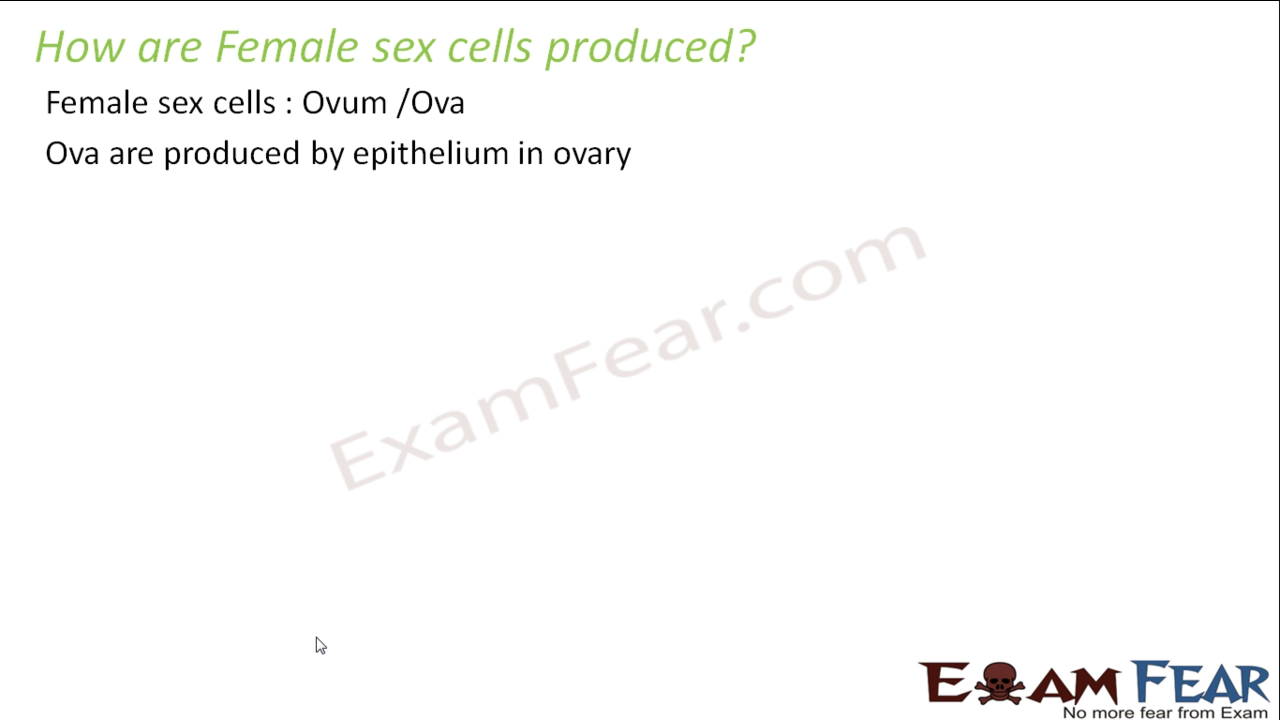 How are Female sex cells produced?
Female sex cells : Ovum /Ova
Ova are produced by epithelium in ovary
ExamFear.com
EXAM FEAR
No more fear from Exam